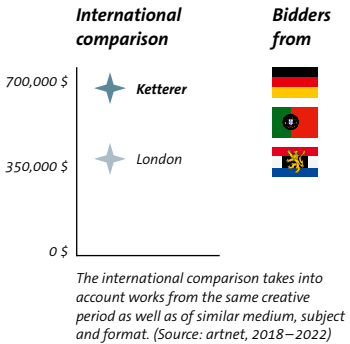 International
comparison
Bidders
from
700,000 $
Ketterer
London
350,000 $
0 $
The international comparison takes into
account works from the same creative
period as well as of similar medium, subject
and format. (Source: artnet, 2018–2022)